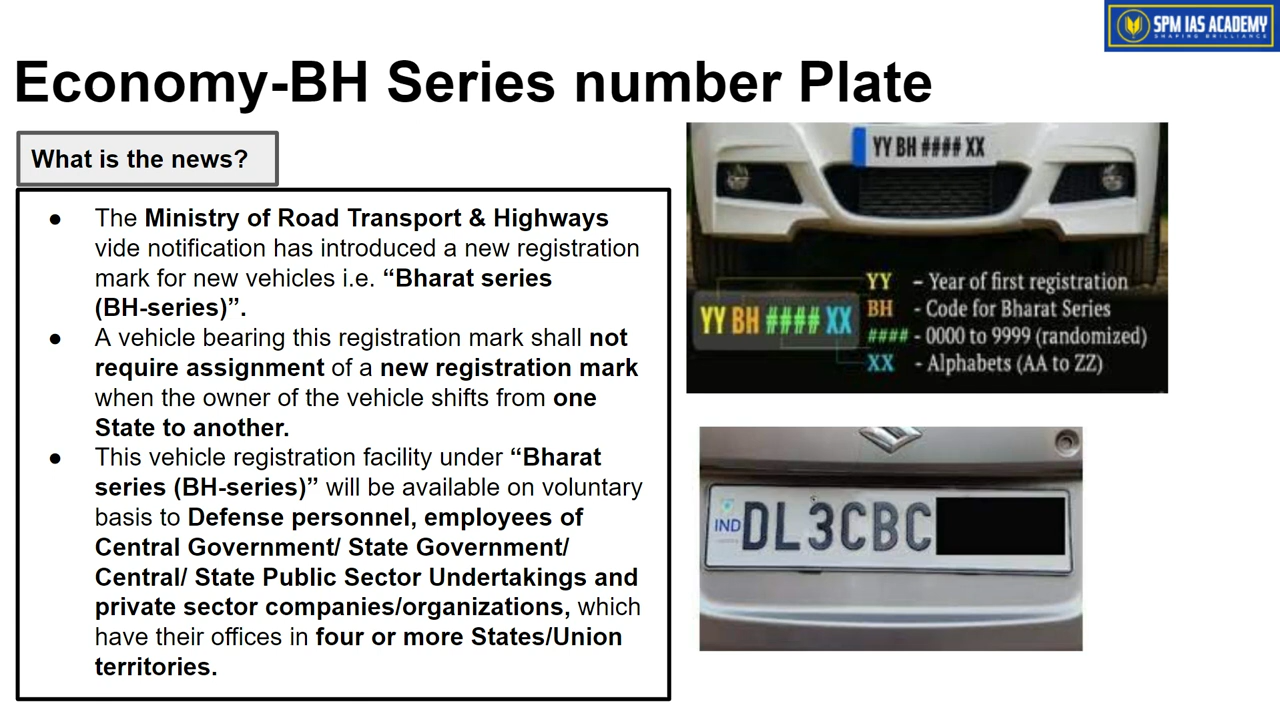 SPM IAS ACADEMY
SHAPING BRILLIANCE
Economy-BH Series number Plate
What is the news?
● The Ministry of Road Transport & Highways
vide notification has introduced a new registration
mark for new vehicles i.e. “Bharat series
(BH-series)”.
● A vehicle bearing this registration mark shall not
require assignment of a new registration mark
when the owner of the vehicle shifts from one
State to another.
● This vehicle registration facility under “Bharat
series (BH-series)” will be available on voluntary
basis to Defense personnel, employees of
Central Government/ State Government/
Central/ State Public Sector Undertakings and
private sector companies/organizations, which
have their offices in four or more States/Union
territories.
YY BH #### XX
YY – Year of first registration
BH - Code for Bharat Series
#### - 0000 to 9999 (randomized)
XX - Alphabets (AA to ZZ)
YY BH #### XX
IND
DL3CBC